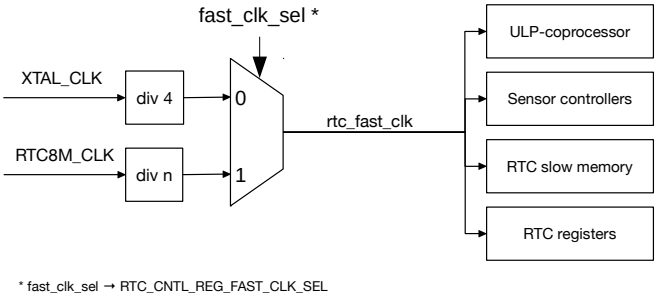 fast_clk_sel *
XTAL_CLK
div 4
0
RTC8M_CLK
div n
1
rtc_fast_clk
ULP-coprocessor
Sensor controllers
RTC slow memory
RTC registers
* fast_clk_sel → RTC_CNTL_REG_FAST_CLK_SEL